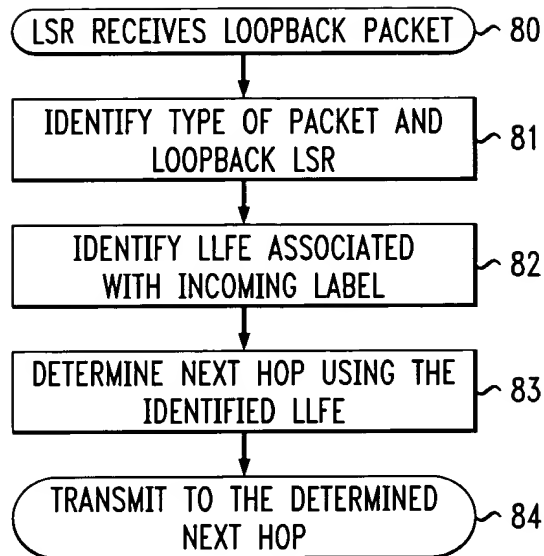 LSR RECEIVES LOOPBACK PACKET 80
IDENTIFY TYPE OF PACKET AND
LOOPBACK LSR
81
IDENTIFY LLFE ASSOCIATED
WITH INCOMING LABEL
82
DETERMINE NEXT HOP USING THE
IDENTIFIED LLFE
83
TRANSMIT TO THE DETERMINED
NEXT HOP
84